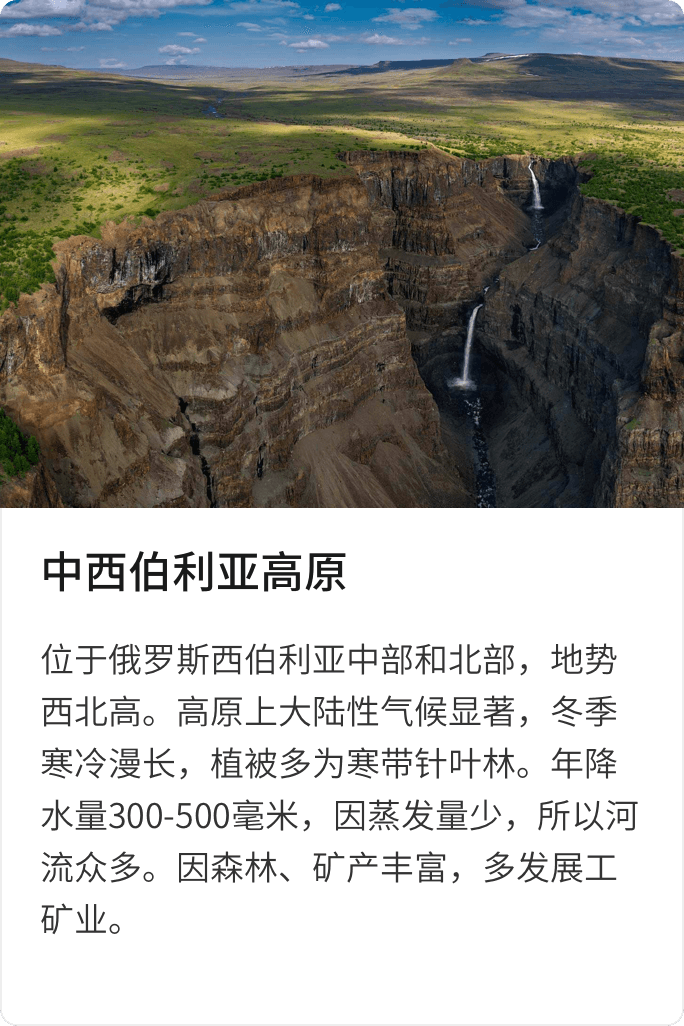 中西伯利亚高原
位于俄罗斯西伯利亚中部和北部，地势
西北高。高原上大陆性气候显著，冬季
寒冷漫长，植被多为寒带针叶林。年降
水量300-500毫米，因蒸发量少，所以河
流众多。因森林、矿产丰富，多发展工
矿业。